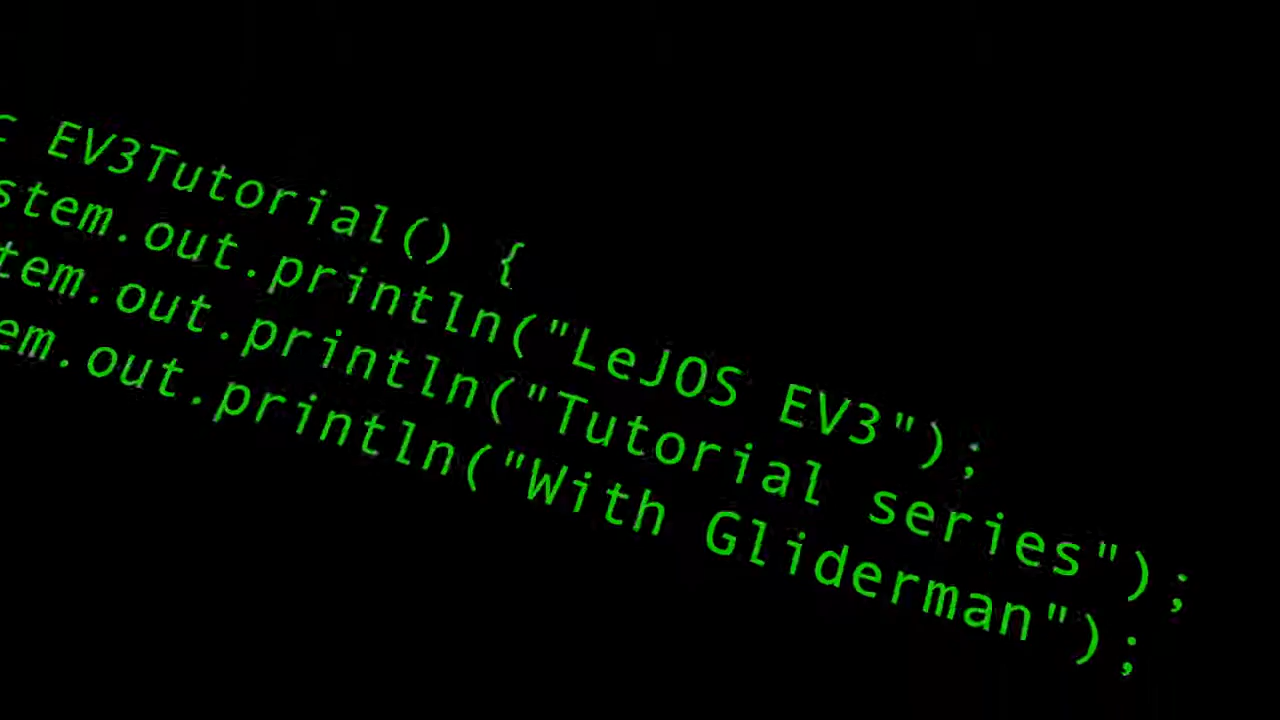 c EV3Tutorial() {
stem.out.println("LeJOS EV3");
tem.out.println("Tutorial series");
em.out.println("With Gliderman");